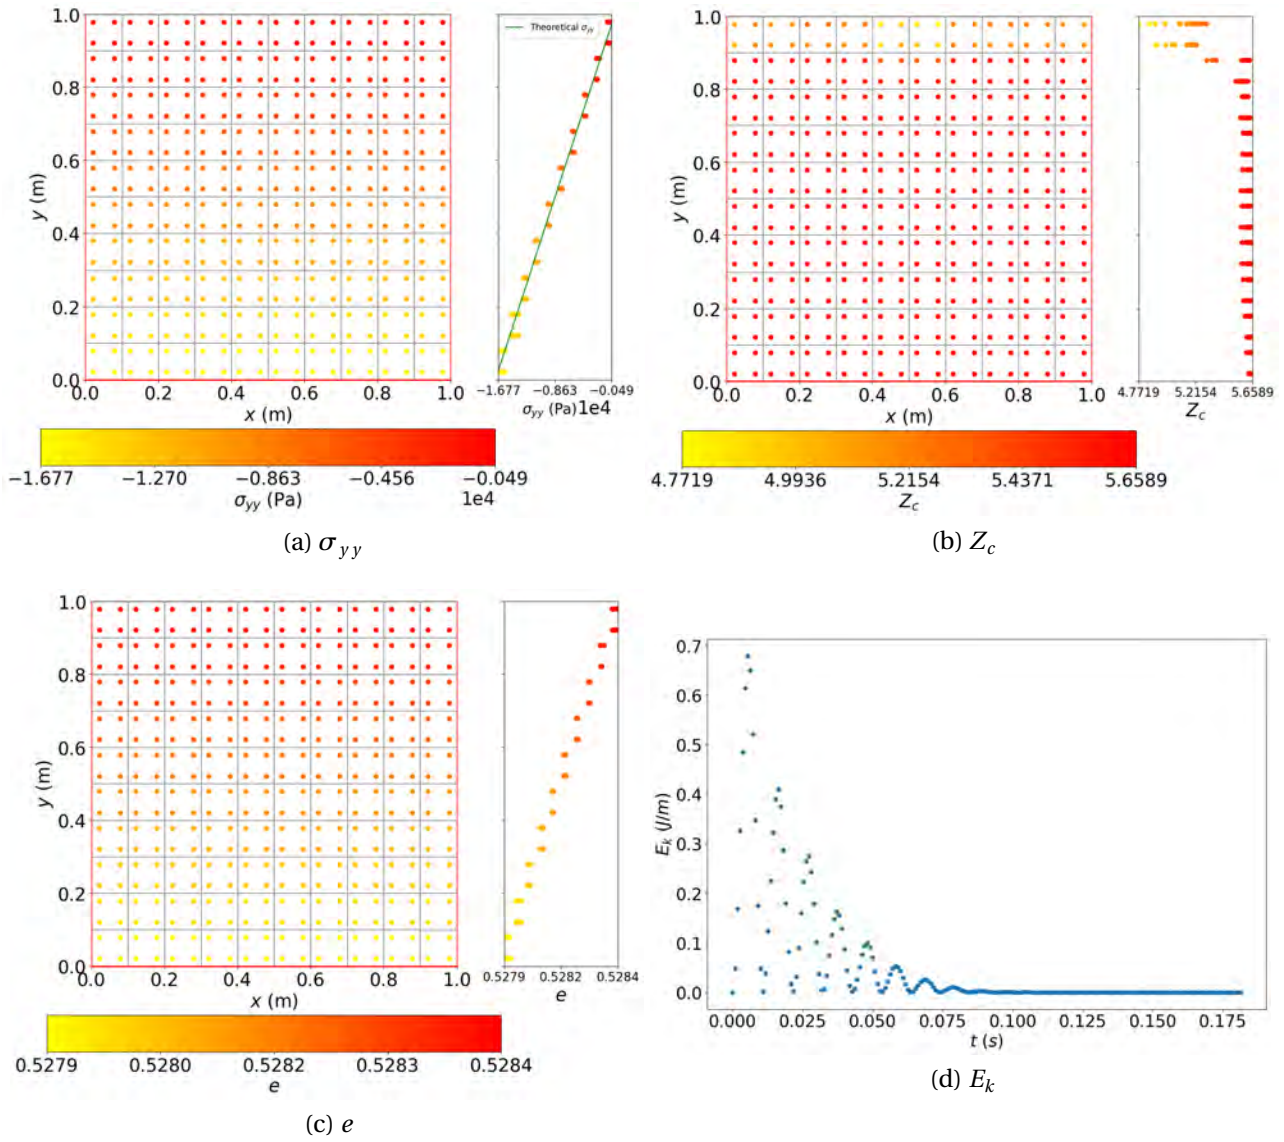 1.0
0.8
0.6
0.4
0.2
0.0
y (m)
0.0 0.2 0.4 0.6 0.8 1.0
x (m)
Theoretical σyy
−1.677 −0.863 −0.049
σyy (Pa) 1e4
−1.677 −1.270 −0.863 −0.456 −0.049
σyy (Pa) 1e4
(a) σyy
1.0
0.8
0.6
0.4
0.2
0.0
y (m)
0.0 0.2 0.4 0.6 0.8 1.0
x (m)
4.7719 5.2154 5.6589
Zc
4.7719 4.9936 5.2154 5.4371 5.6589
Zc
(b) Zc
1.0
0.8
0.6
0.4
0.2
0.0
y (m)
0.0 0.2 0.4 0.6 0.8 1.0
x (m)
0.5279 0.5282 0.5284
e
0.5279 0.5280 0.5282 0.5283 0.5284
e
(c) e
0.7
0.6
0.5
0.4
0.3
0.2
0.1
0.0
Ek (J/m)
0.000 0.025 0.050 0.075 0.100 0.125 0.150 0.175
t (s)
(d) Ek